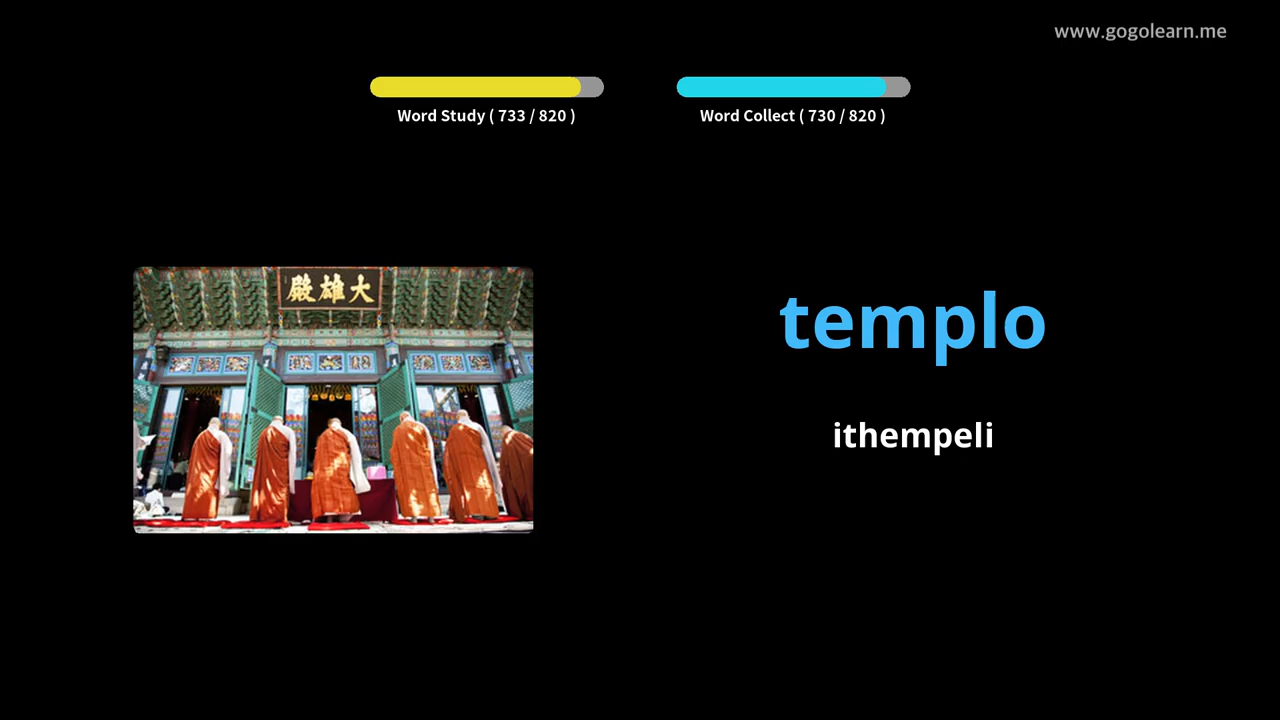 www.gogolearn.me
Word Study ( 733 / 820 )
Word Collect ( 730 / 820 )
殿雄大
templo
ithempeli